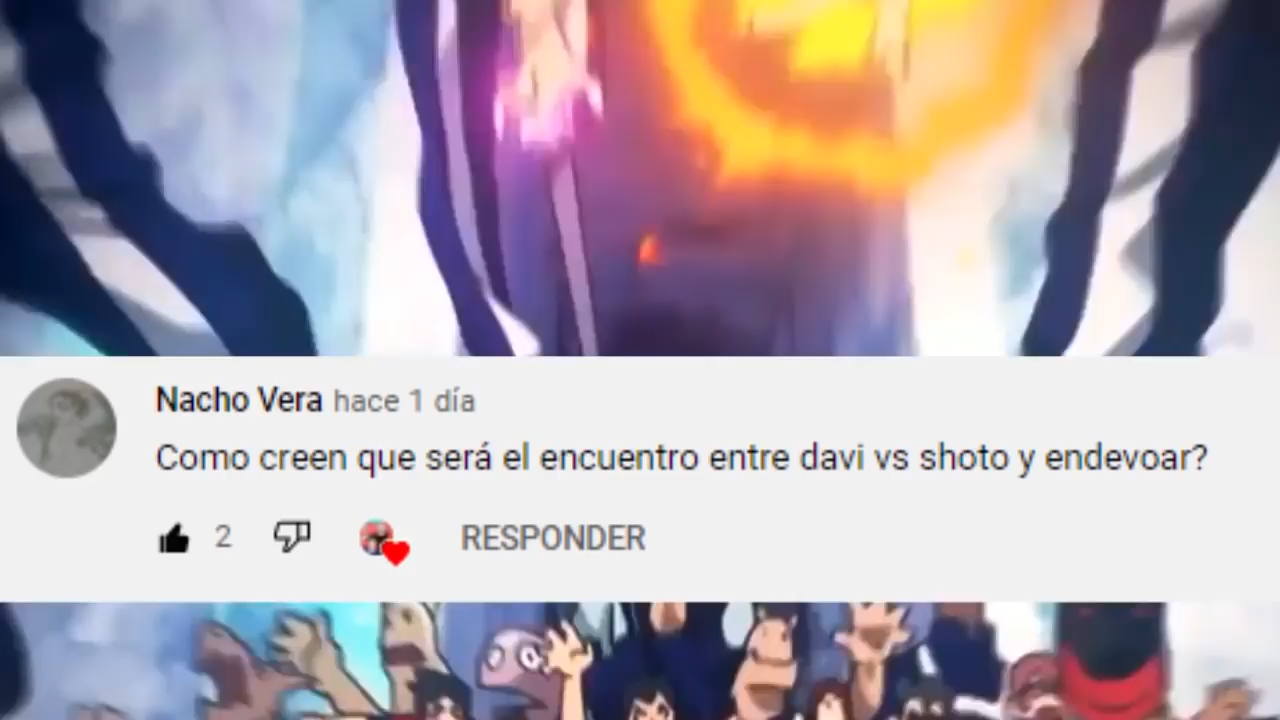 Nacho Vera hace 1 día
Como creen que será el encuentro entre davi vs shoto y endevoar?
2 RESPONDER